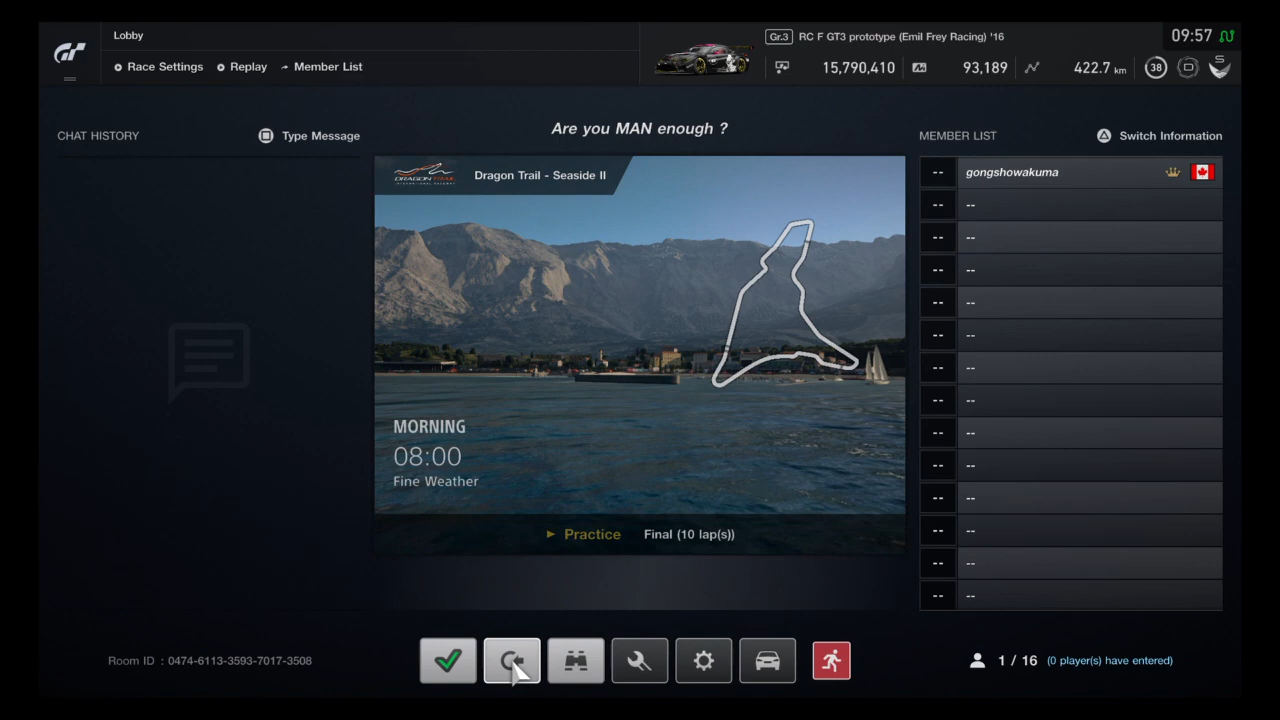 Lobby
Race Settings
Replay
Member List
Gr.3
RC F GT3 prototype (Emil Frey Racing) '16
09:57
15,790,410
93,189
422.7 km
38
D
S
CHAT HISTORY
Type Message
Are you MAN enough ?
MEMBER LIST
Switch Information
DRAGON TRAIL
Dragon Trail - Seaside II
MORNING
08:00
Fine Weather
Practice
Final (10 lap(s))
-- gongshowakuma
-- --
-- --
-- --
-- --
-- --
-- --
-- --
-- --
-- --
-- --
-- --
-- --
-- --
Room ID : 0474-6113-3593-7017-3508
1 / 16
(0 player(s) have entered)